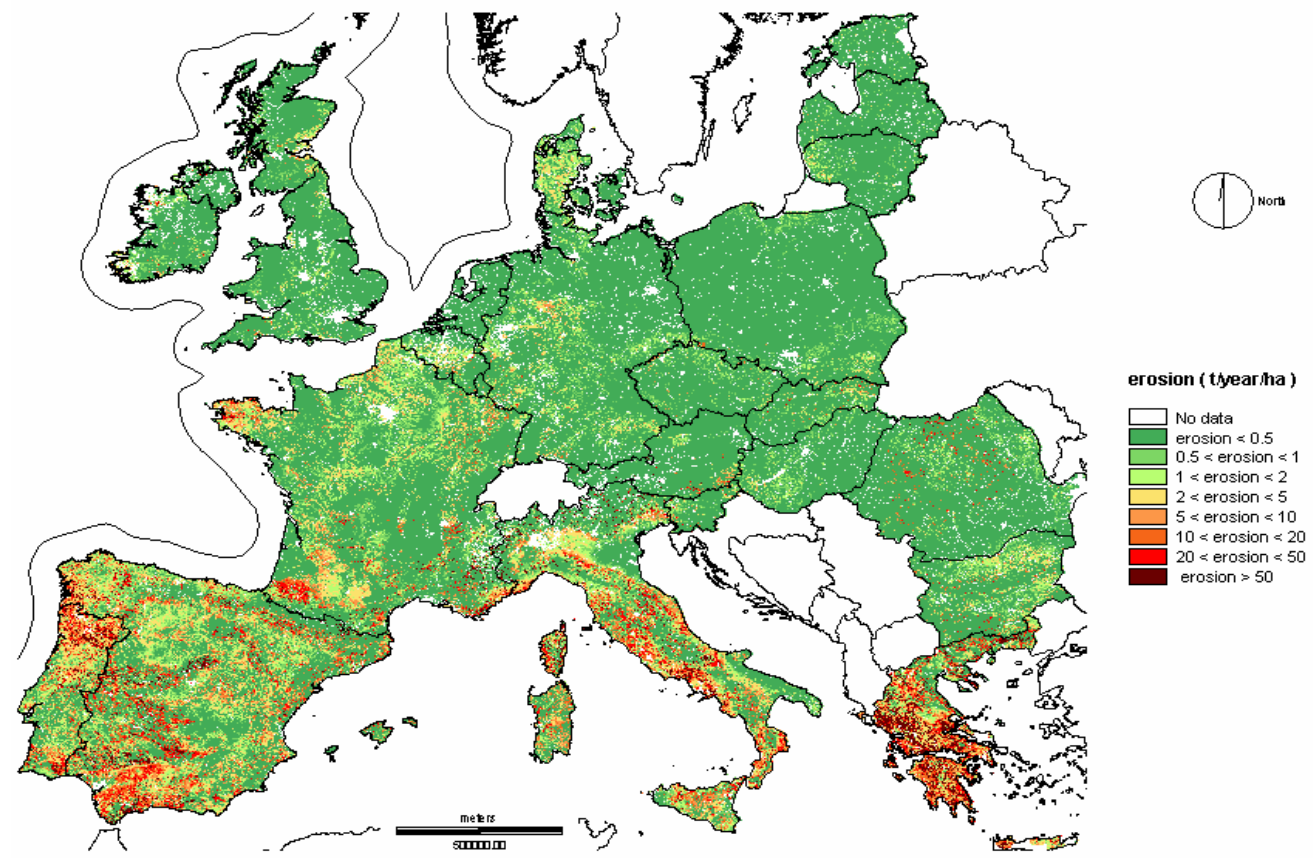 North
erosion ( t/year/ha )
No data
erosion < 0.5
0.5 < erosion < 1
1 < erosion < 2
2 < erosion < 5
5 < erosion < 10
10 < erosion < 20
20 < erosion < 50
erosion > 50
meters
500000.00